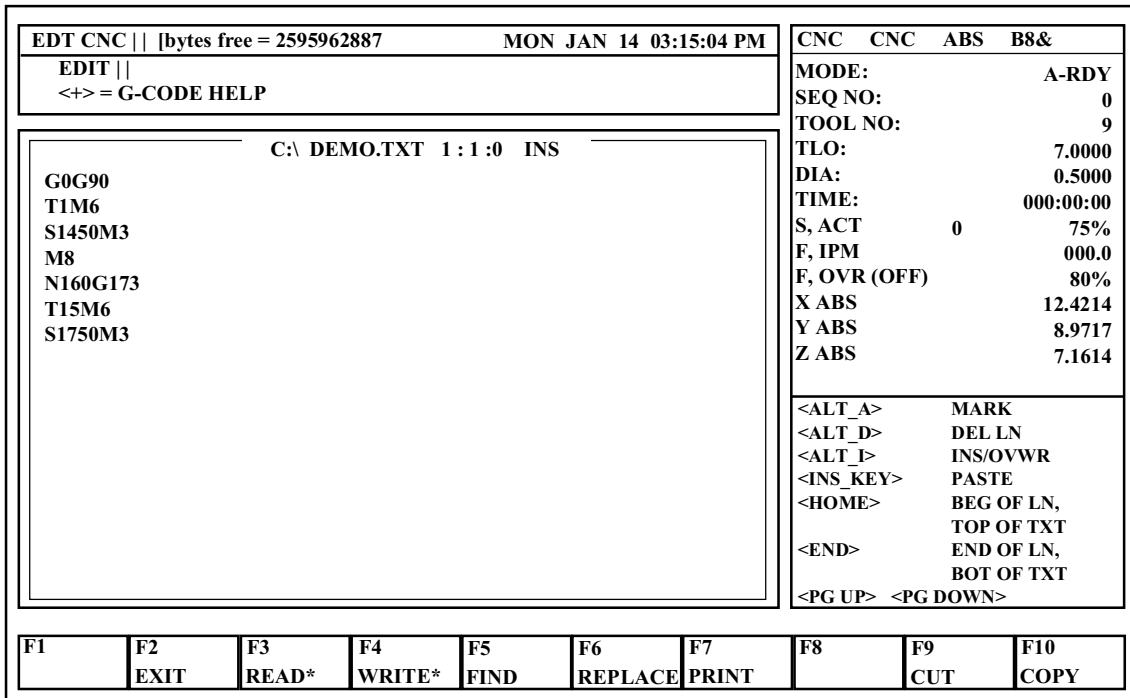 EDT CNC || [bytes free = 2595962887 MON JAN 14 03:15:04 PM
EDIT ||
<+> = G-CODE HELP
C:\ DEMO.TXT 1 : 1 :0 INS
G0G90
T1M6
S1450M3
M8
N160G173
T15M6
S1750M3
CNC CNC ABS B8&
MODE: A-RDY
SEQ NO: 0
TOOL NO: 9
TLO: 7.0000
DIA: 0.5000
TIME: 000:00:00
S, ACT 0 75%
F, IPM 000.0
F, OVR (OFF) 80%
X ABS 12.4214
Y ABS 8.9717
Z ABS 7.1614
<ALT_A> MARK
<ALT_D> DEL LN
<ALT_I> INS/OVWR
<INS_KEY> PASTE
<HOME> BEG OF LN,
TOP OF TXT
<END> END OF LN,
BOT OF TXT
<PG UP> <PG DOWN>
F1 F2 F3 F4 F5 F6 F7 F8 F9 F10
EXIT READ* WRITE* FIND REPLACE PRINT CUT COPY